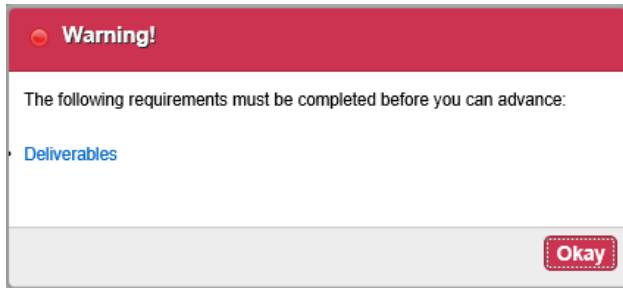 Warning!
The following requirements must be completed before you can advance:
Deliverables
Okay